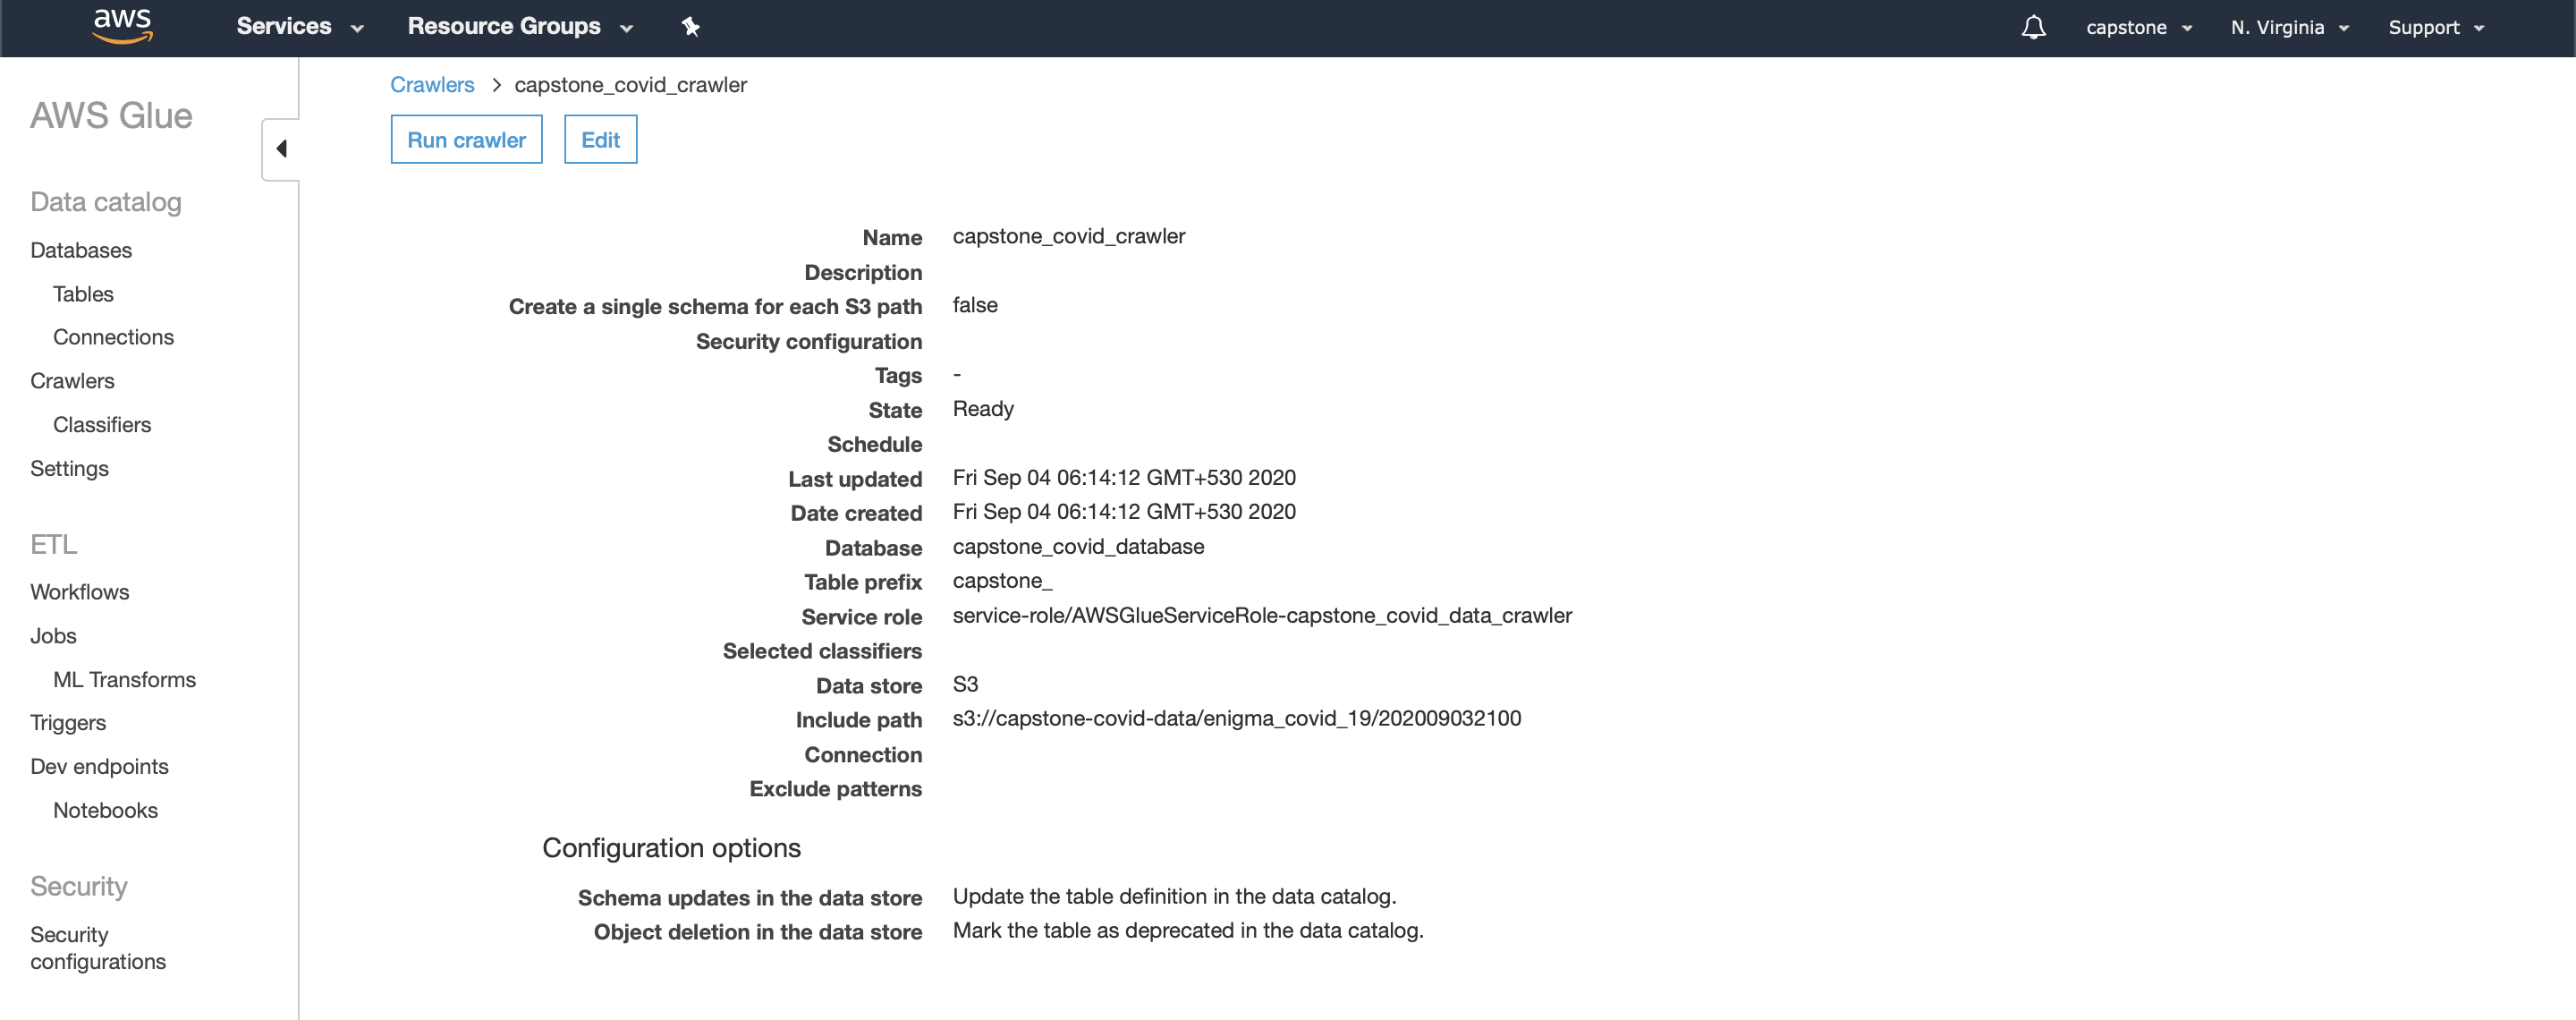 aws Services Resource Groups capstone N. Virginia Support
AWS Glue
Data catalog
Databases
Tables
Connections
Crawlers
Classifiers
Settings
ETL
Workflows
Jobs
ML Transforms
Triggers
Dev endpoints
Notebooks
Security
Security
configurations
Crawlers > capstone_covid_crawler
Run crawler Edit
Name capstone_covid_crawler
Description
Create a single schema for each S3 path false
Security configuration
Tags -
State Ready
Schedule
Last updated Fri Sep 04 06:14:12 GMT+530 2020
Date created Fri Sep 04 06:14:12 GMT+530 2020
Database capstone_covid_database
Table prefix capstone_
Service role service-role/AWSGlueServiceRole-capstone_covid_data_crawler
Selected classifiers
Data store S3
Include path s3://capstone-covid-data/enigma_covid_19/202009032100
Connection
Exclude patterns
Configuration options
Schema updates in the data store Update the table definition in the data catalog.
Object deletion in the data store Mark the table as deprecated in the data catalog.